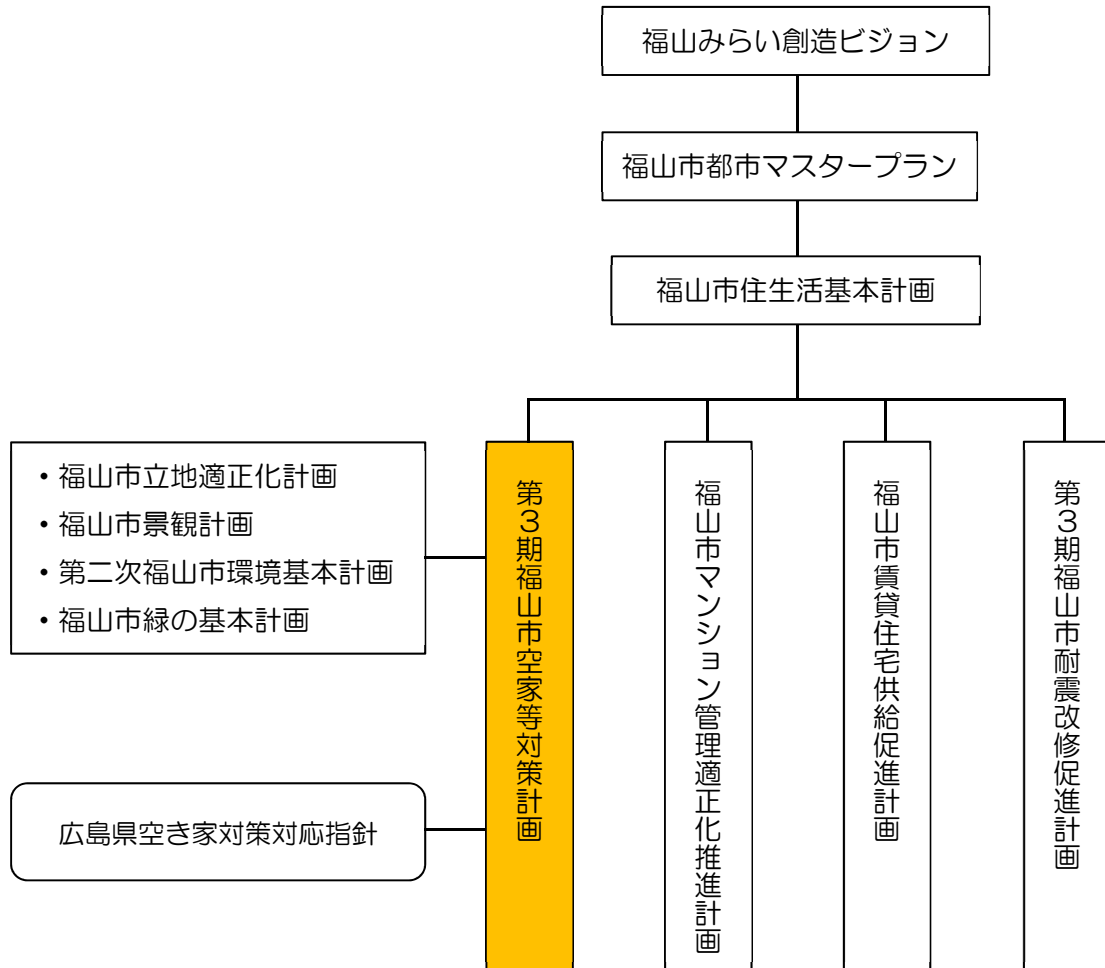 福山みらい創造ビジョン
福山市都市マスタープラン
福山市住生活基本計画
・福山市立地適正化計画
・福山市景観計画
・第二次福山市環境基本計画
・福山市緑の基本計画
広島県空き家対策対応指針
第３期福山市空家等対策計画
福山市マンション管理適正化推進計画
福山市賃貸住宅供給促進計画
第３期福山市耐震改修促進計画